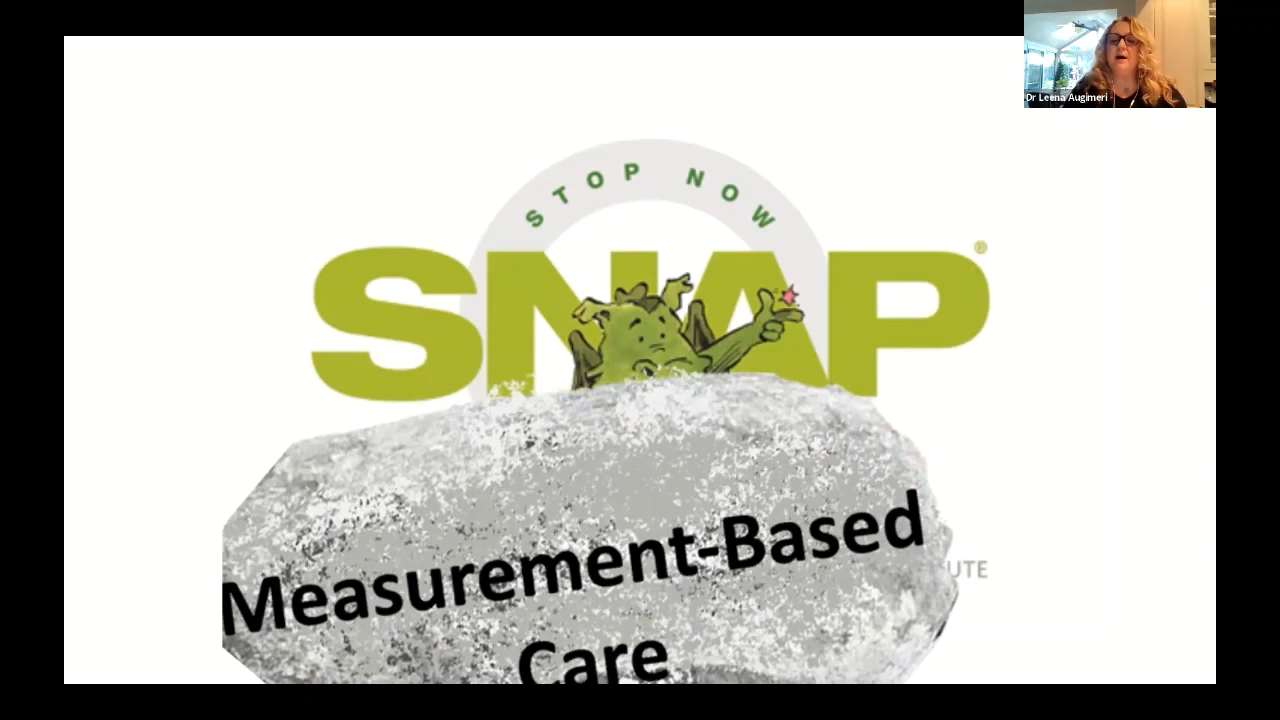 Dr Leena Augimeri
STOP NOW
SNAP®
Measurement-Based
Care
UTE